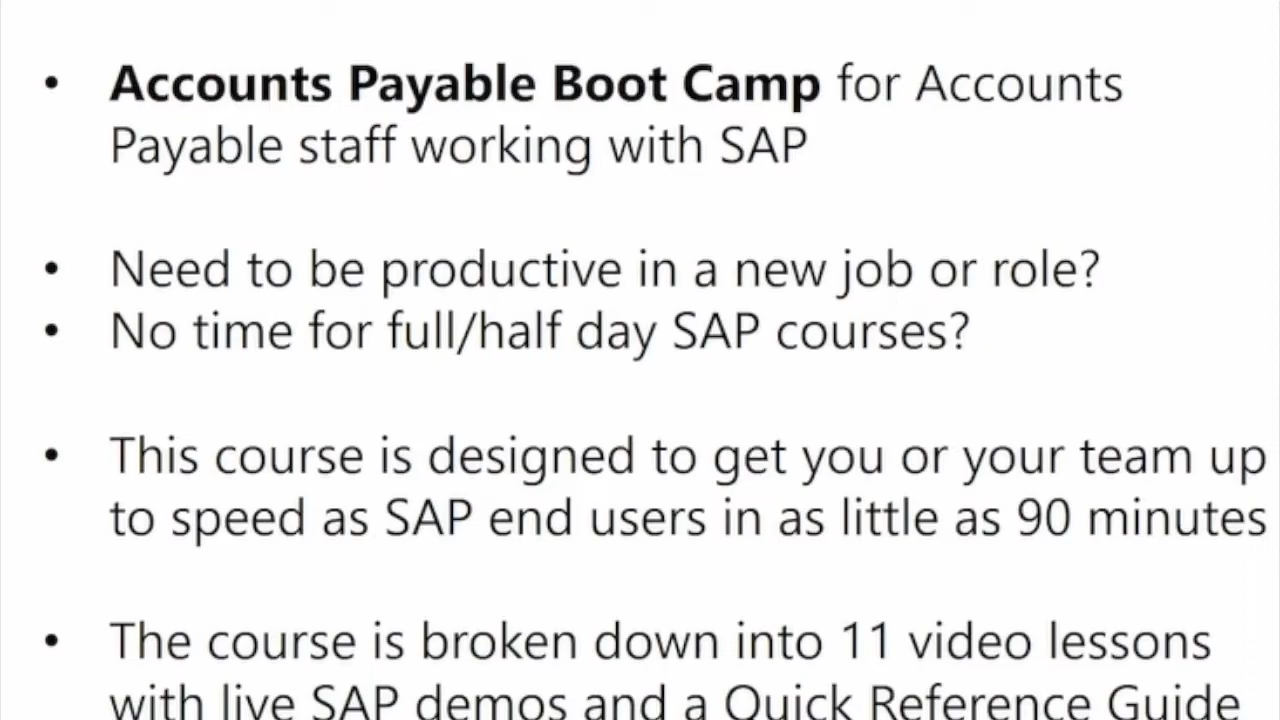 • Accounts Payable Boot Camp for Accounts
Payable staff working with SAP
• Need to be productive in a new job or role?
• No time for full/half day SAP courses?
• This course is designed to get you or your team up
to speed as SAP end users in as little as 90 minutes
• The course is broken down into 11 video lessons
with live SAP demos and a Quick Reference Guide